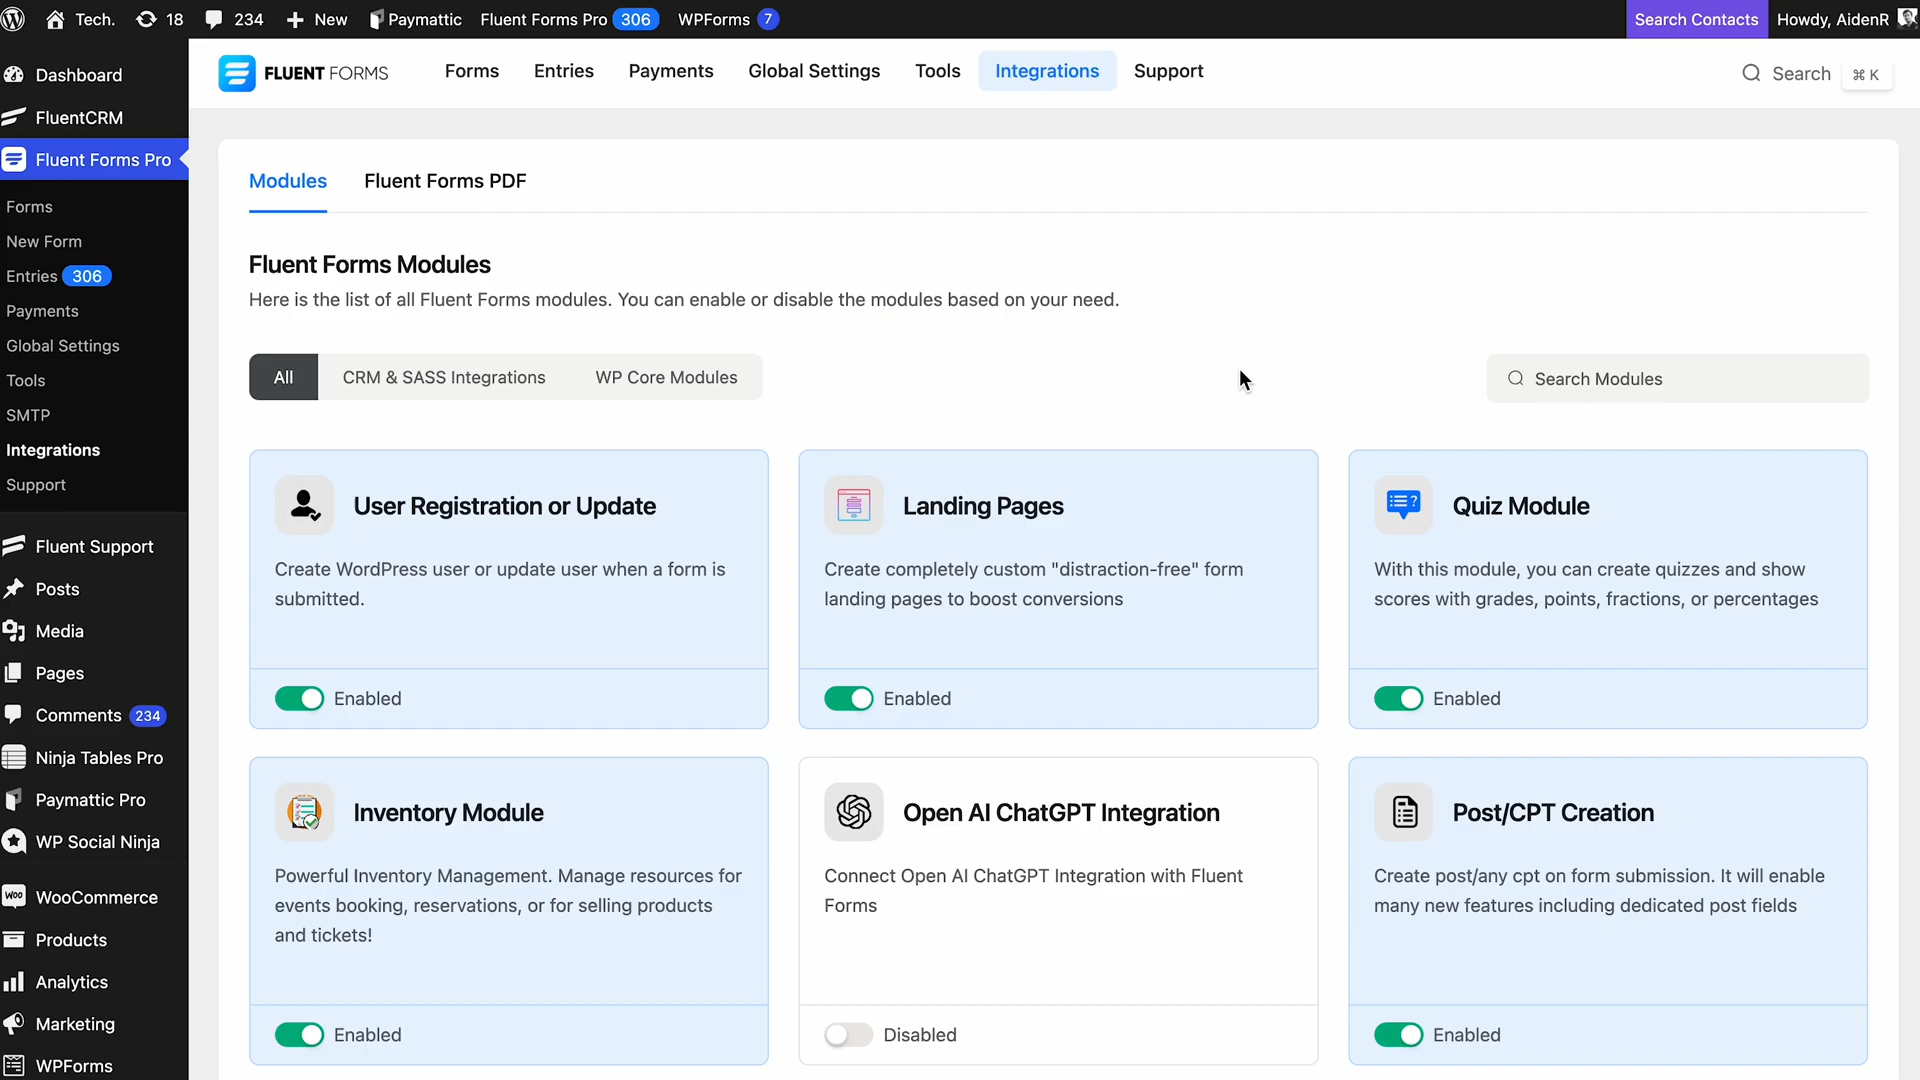 Tech.
18
234
New
Paymattic
Fluent Forms Pro 306
WPForms 7
Search Contacts
Howdy, AidenR
Dashboard
FluentCRM
Fluent Forms Pro
Forms
New Form
Entries 306
Payments
Global Settings
Tools
SMTP
Integrations
Support
Fluent Support
Posts
Media
Pages
Comments 234
Ninja Tables Pro
Paymattic Pro
WP Social Ninja
Woo WooCommerce
Products
Analytics
Marketing
WPForms
FLUENT FORMS
Forms
Entries
Payments
Global Settings
Tools
Integrations
Support
Search ⌘ K
Modules
Fluent Forms PDF
Fluent Forms Modules
Here is the list of all Fluent Forms modules. You can enable or disable the modules based on your need.
All
CRM & SASS Integrations
WP Core Modules
Search Modules
User Registration or Update
Create WordPress user or update user when a form is
submitted.
Enabled
Landing Pages
Create completely custom "distraction-free" form
landing pages to boost conversions
Enabled
Quiz Module
With this module, you can create quizzes and show
scores with grades, points, fractions, or percentages
Enabled
Inventory Module
Powerful Inventory Management. Manage resources for
events booking, reservations, or for selling products
and tickets!
Enabled
Open AI ChatGPT Integration
Connect Open AI ChatGPT Integration with Fluent
Forms
Disabled
Post/CPT Creation
Create post/any cpt on form submission. It will enable
many new features including dedicated post fields
Enabled